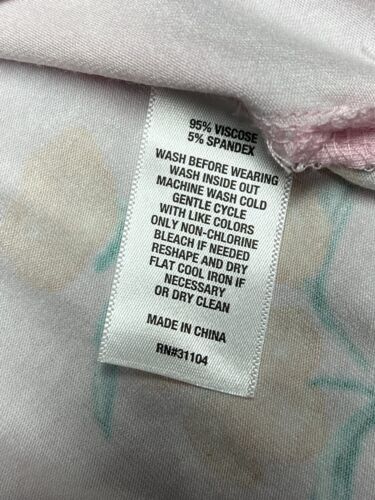 95% VISCOSE
5% SPANDEX
WASH BEFORE WEARING
WASH INSIDE OUT
MACHINE WASH COLD
GENTLE CYCLE
WITH LIKE COLORS
ONLY NON-CHLORINE
BLEACH IF NEEDED
RESHAPE AND DRY
FLAT COOL IRON IF
NECESSARY
OR DRY CLEAN
MADE IN CHINA
RN#31104